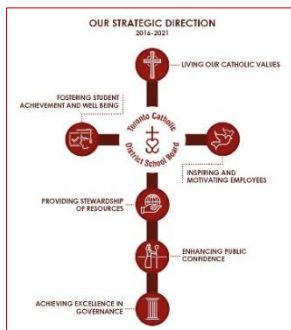 OUR STRATEGIC DIRECTION
2016-2021
LIVING OUR CATHOLIC VALUES
FOSTERING STUDENT
ACHIEVEMENT AND WELL BEING
Toronto Catholic
District School Board
INSPIRING AND
MOTIVATING EMPLOYEES
PROVIDING STEWARDSHIP
OF RESOURCES
ENHANCING PUBLIC
CONFIDENCE
ACHIEVING EXCELLENCE IN
GOVERNANCE